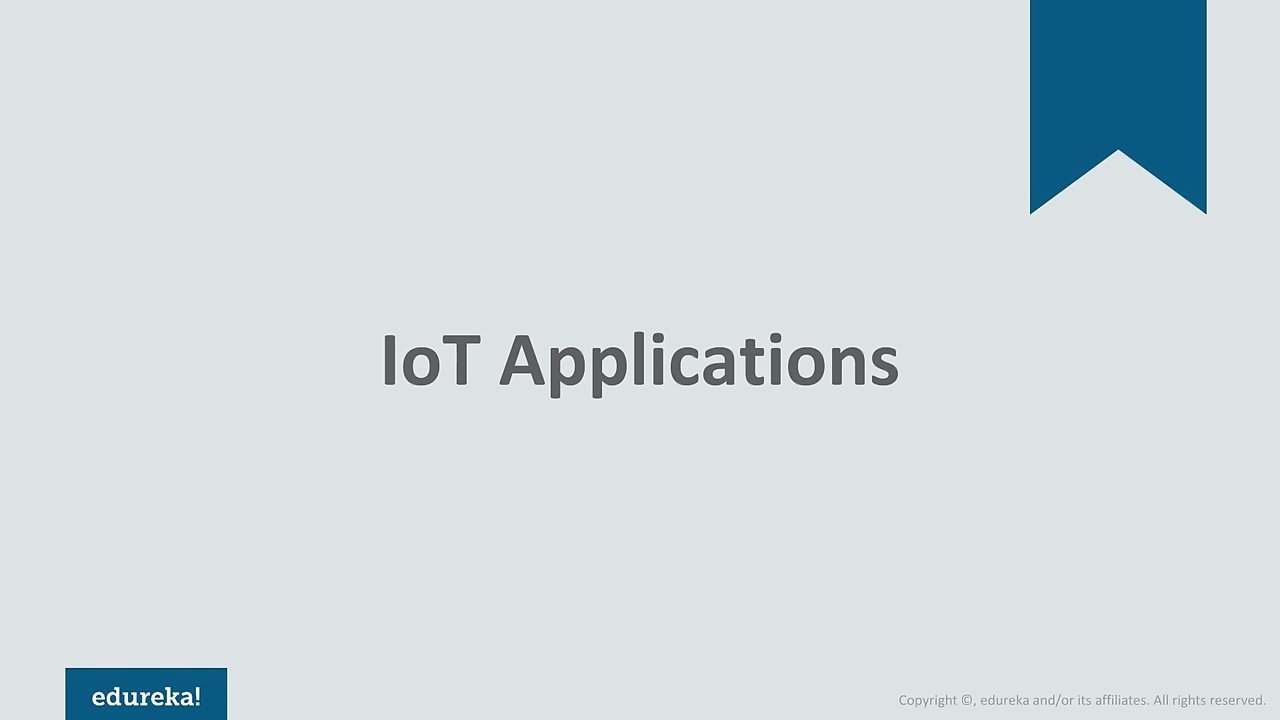 IoT Applications
edureka!
Copyright ©, edureka and/or its affiliates. All rights reserved.